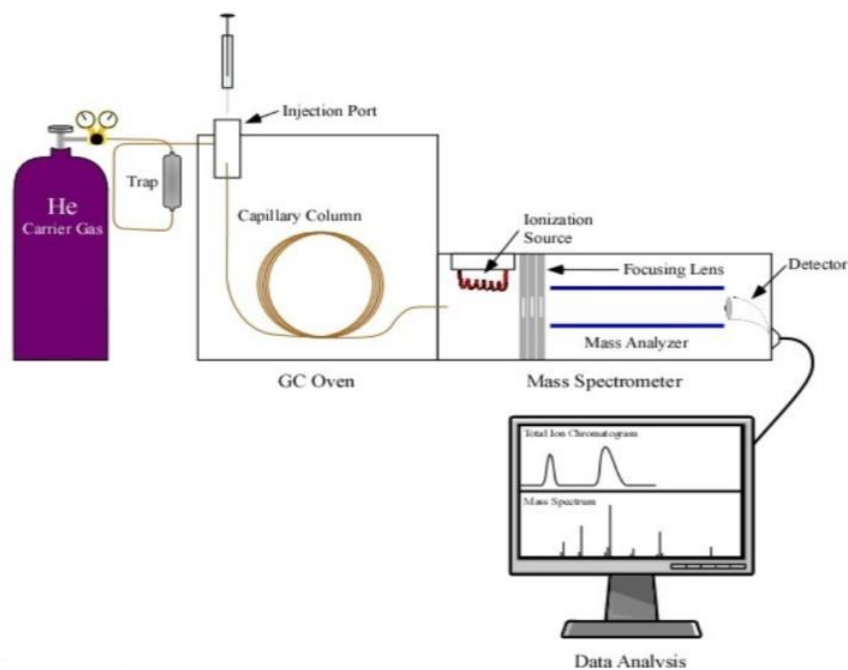 Injection Port
Trap
He
Carrier Gas
Capillary Column
Ionization
Source
Focusing Lens
Detector
Mass Analyzer
GC Oven
Mass Spectrometer
Total Ion Chromatogram
Mass Spectrum
Data Analysis